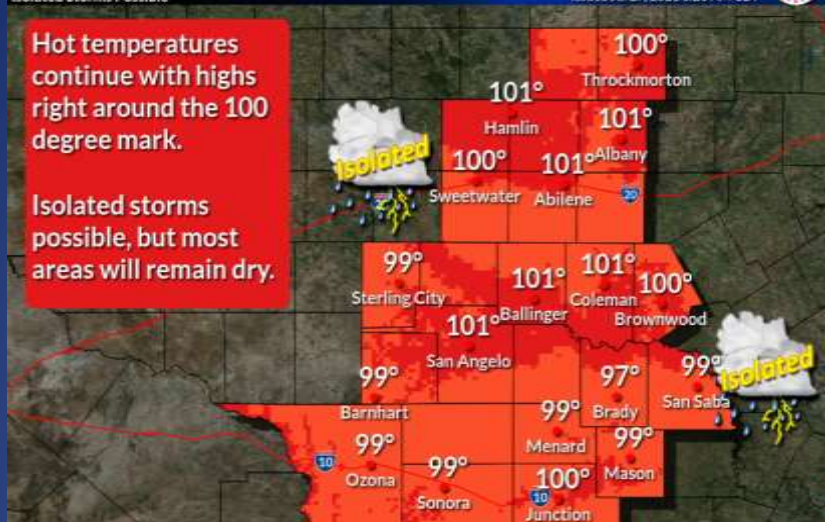 Hot temperatures
continue with highs
right around the 100
degree mark.
Isolated storms
possible, but most
areas will remain dry.
100°
Throckmorton
101°
Hamlin
101°
Albany
Isolated
100°
Sweetwater
101°
Abilene
20
99°
Sterling City
101°
Ballinger
101°
Coleman
100°
Brownwood
101°
San Angelo
99°
Barnhart
97°
Brady
99°
San Saba
Isolated
99°
Menard
99°
Mason
10
99°
Ozona
99°
Sonora
10
100°
Junction